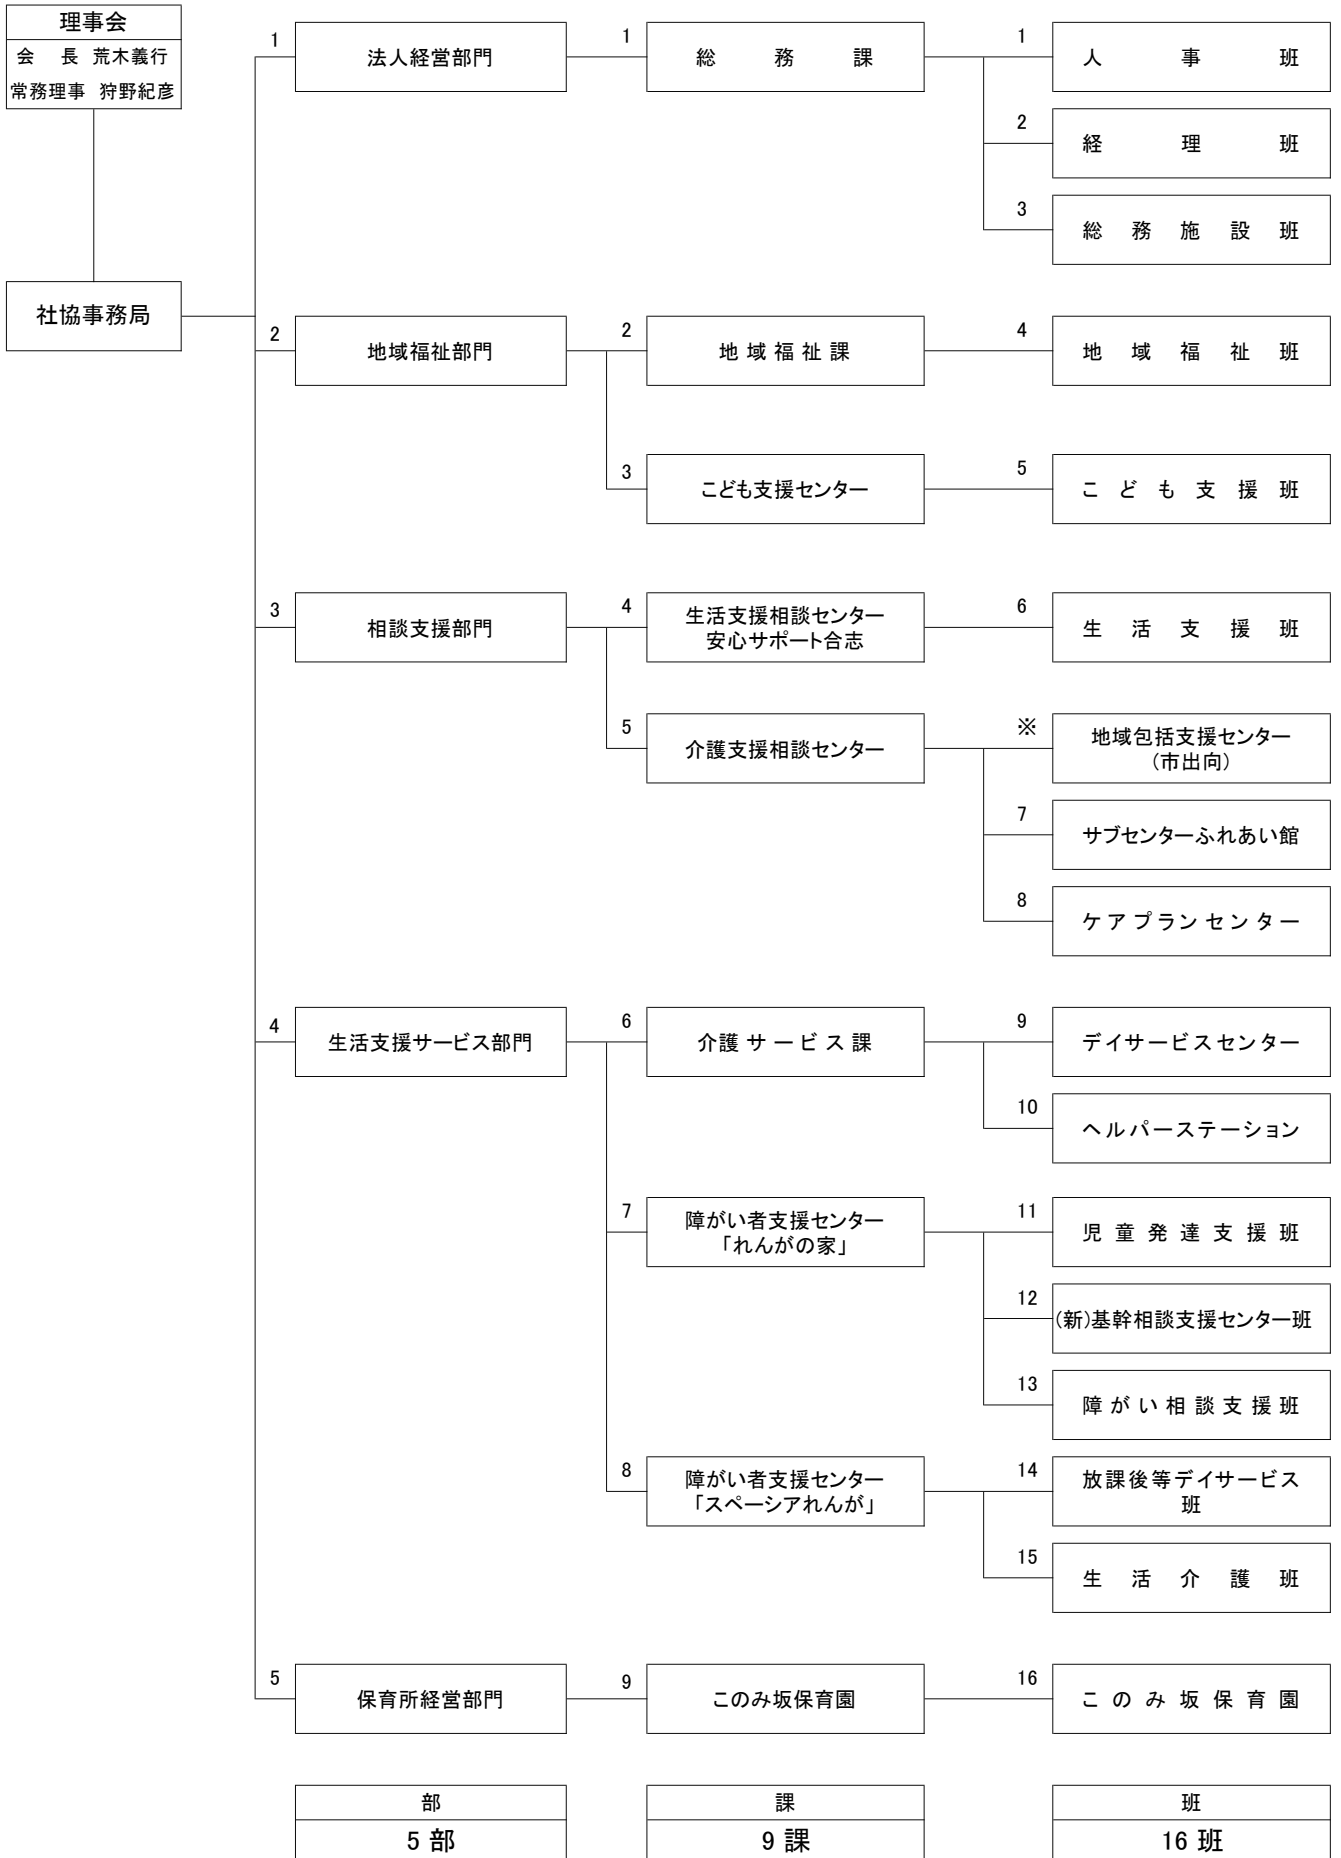 理事会
会　長 荒木義行
常務理事 狩野紀彦
社協事務局
1
法人経営部門
1
総務課
1
人事班
2
経理班
3
総務施設班
2
地域福祉部門
2
地域福祉課
4
地域福祉班
3
こども支援センター
5
こども支援班
3
相談支援部門
4
生活支援相談センター
安心サポート合志
6
生活支援班
5
介護支援相談センター
※
地域包括支援センター
(市出向)
7
サブセンターふれあい館
8
ケアプランセンター
4
生活支援サービス部門
6
介護サービス課
9
デイサービスセンター
10
ヘルパーステーション
7
障がい者支援センター
「れんがの家」
11
児童発達支援班
12
(新)基幹相談支援センター班
13
障がい相談支援班
8
障がい者支援センター
「スペーシアれんが」
14
放課後等デイサービス
班
15
生活介護班
5
保育所経営部門
9
このみ坂保育園
16
このみ坂保育園
部
5 部
課
9 課
班
16 班